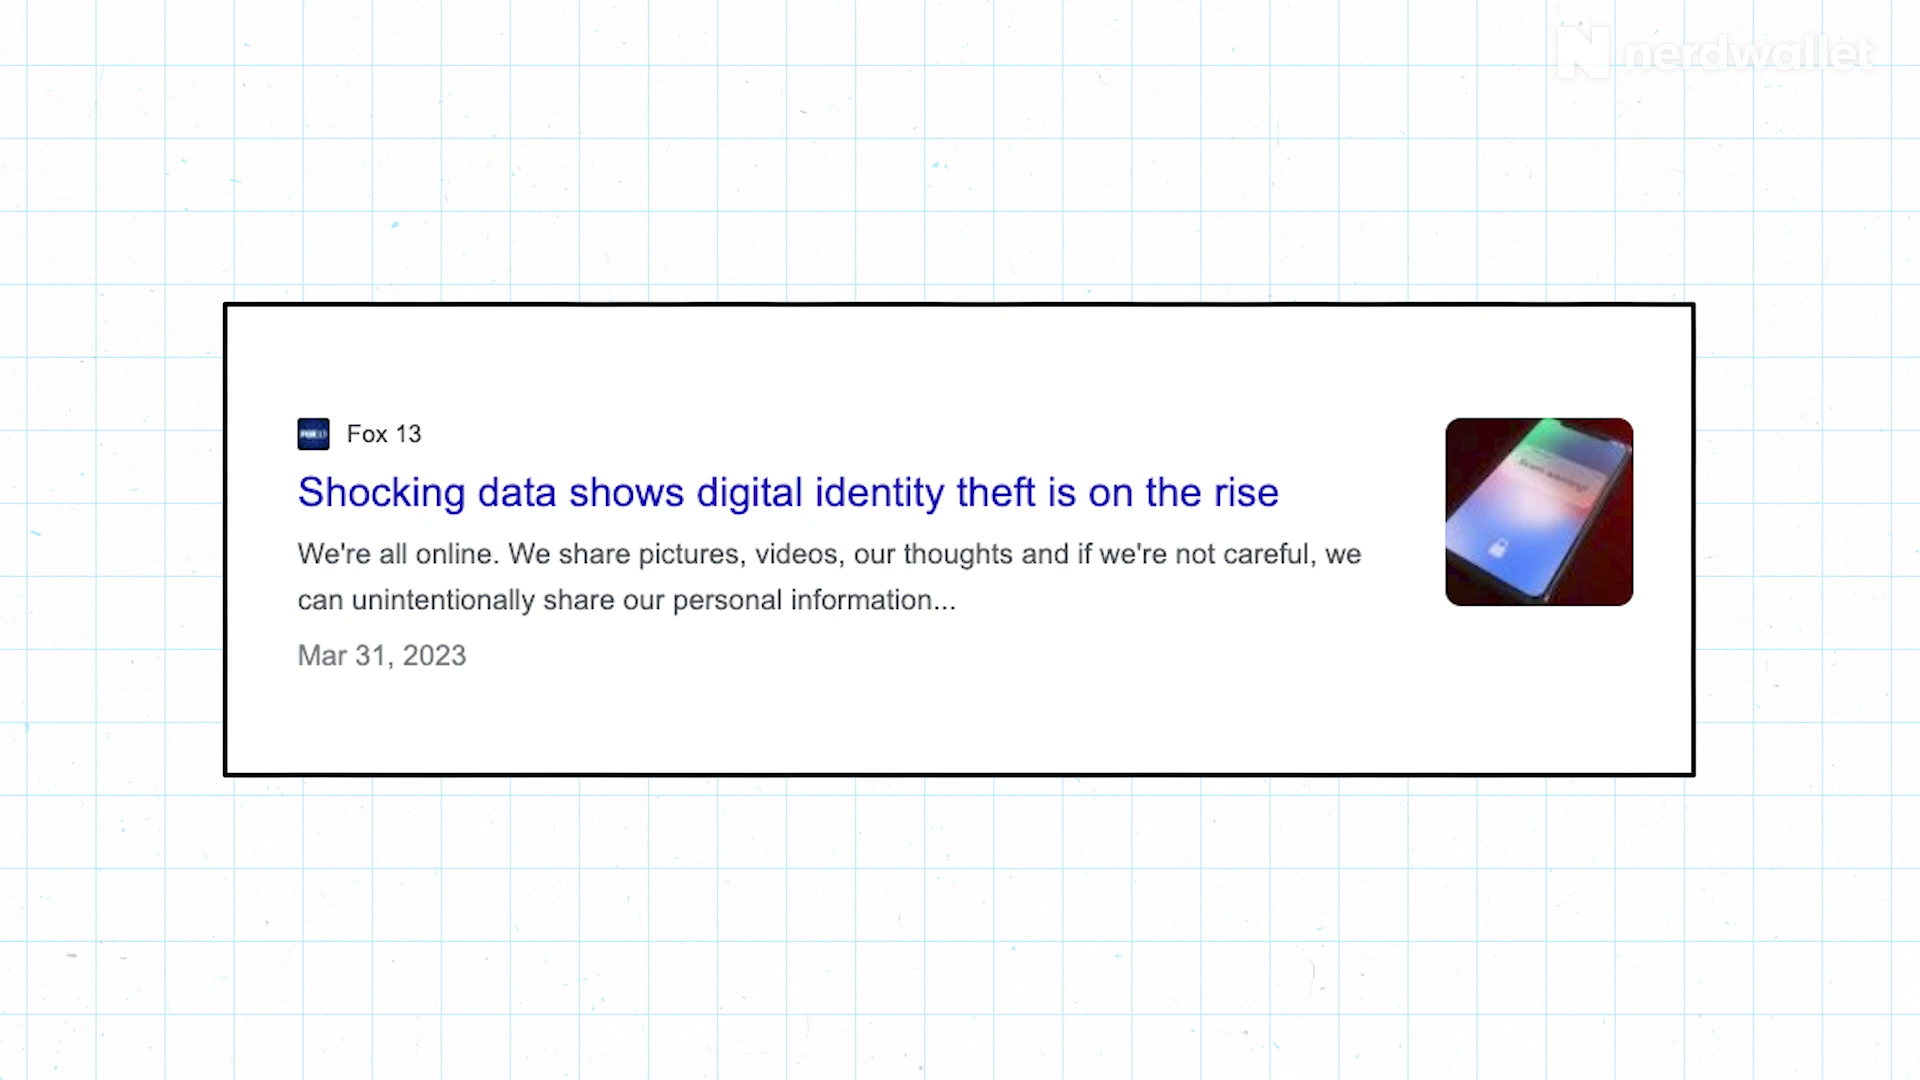 nerdwallet
Fox 13
Shocking data shows digital identity theft is on the rise
We're all online. We share pictures, videos, our thoughts and if we're not careful, we
can unintentionally share our personal information...
Mar 31, 2023